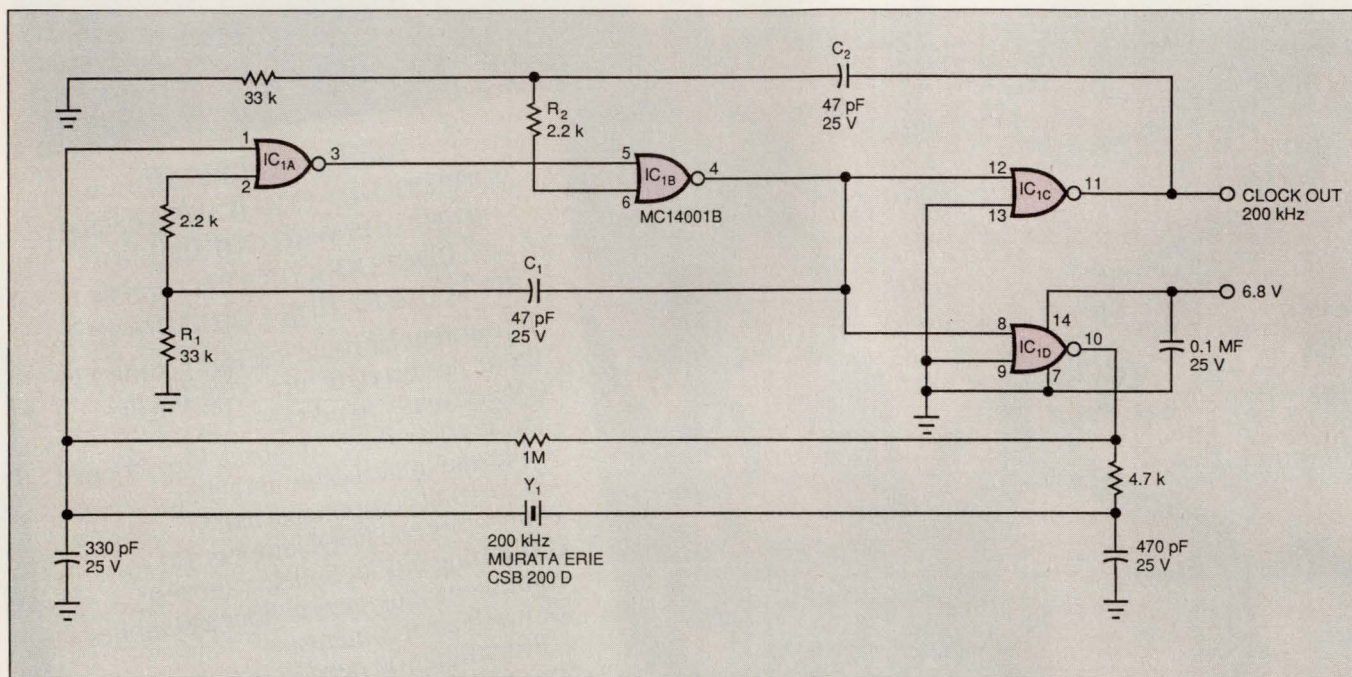 C2
47 pF
25 V
33 k
R2
2.2 k
1
IC1A
3
2
5
IC1B
4
6
MC14001B
12
IC1C
11
13
CLOCK OUT
200 kHz
2.2 k
C1
47 pF
25 V
R1
33 k
6.8 V
8
14
IC1D
10
9
7
0.1 MF
25 V
1M
4.7 k
Y1
200 kHz
MURATA ERIE
CSB 200 D
330 pF
25 V
470 pF
25 V